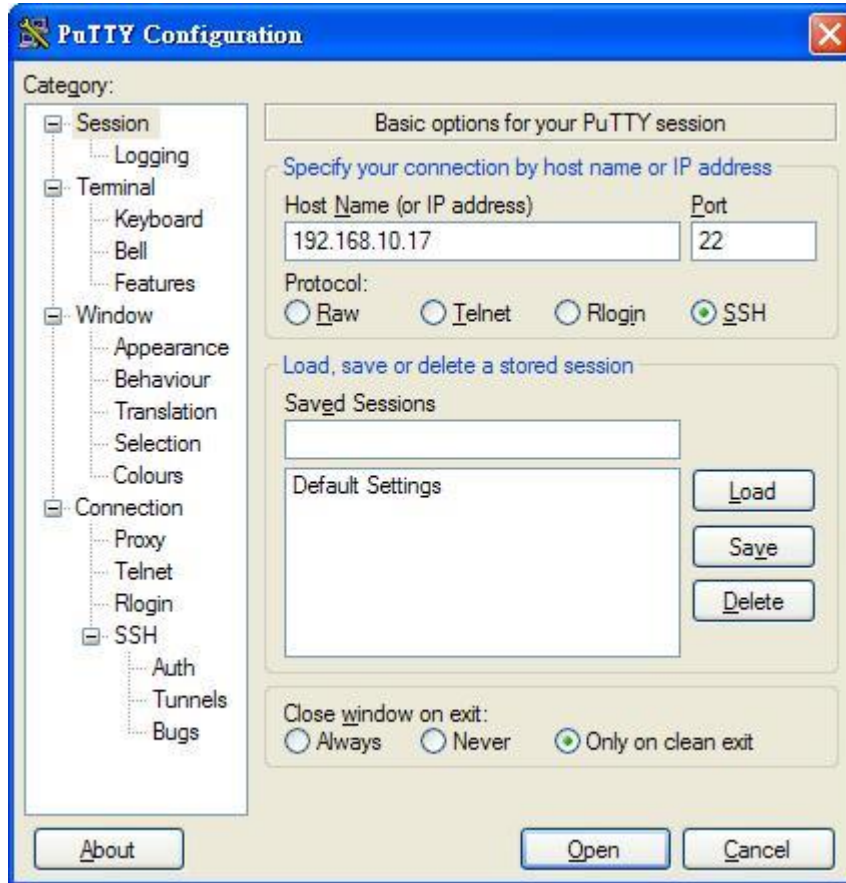 PuTTY Configuration
Category:
Session
Logging
Terminal
Keyboard
Bell
Features
Window
Appearance
Behaviour
Translation
Selection
Colours
Connection
Proxy
Telnet
Rlogin
SSH
Auth
Tunnels
Bugs
Basic options for your PuTTY session
Specify your connection by host name or IP address
Host Name (or IP address) Port
192.168.10.17 22
Protocol:
Raw Telnet Rlogin SSH
Load, save or delete a stored session
Saved Sessions
Default Settings
Load
Save
Delete
Close window on exit:
Always Never Only on clean exit
About Open Cancel